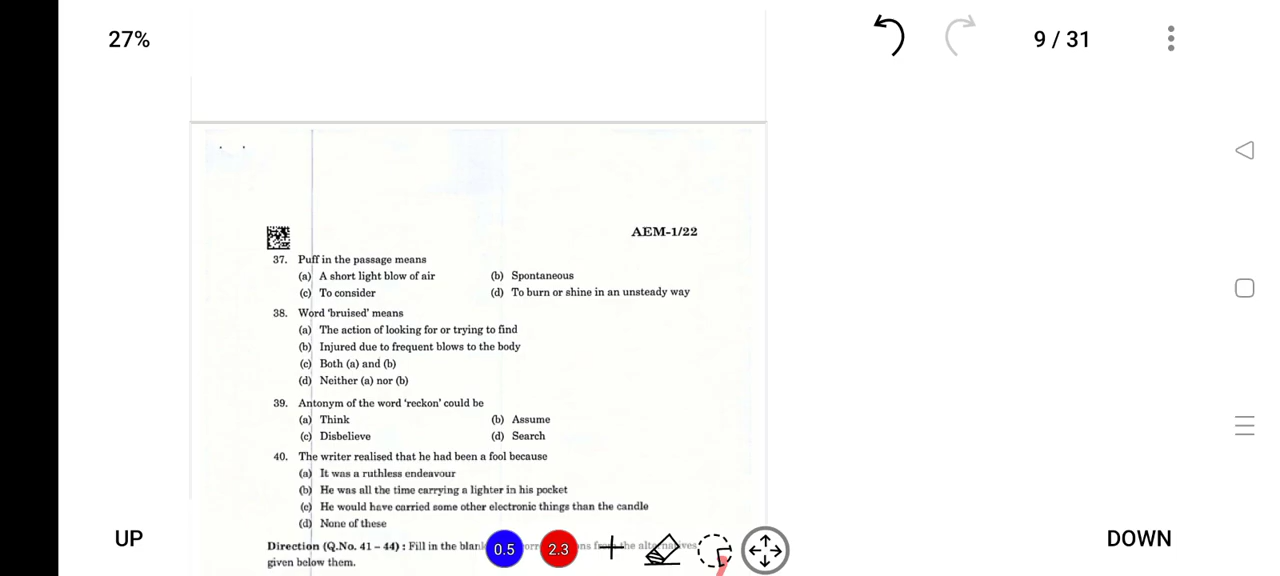 27%
9 / 31
AEM-1/22
37. Puff in the passage means
(a) A short light blow of air (b) Spontaneous
(c) To consider (d) To burn or shine in an unsteady way
38. Word 'bruised' means
(a) The action of looking for or trying to find
(b) Injured due to frequent blows to the body
(c) Both (a) and (b)
(d) Neither (a) nor (b)
39. Antonym of the word 'reckon' could be
(a) Think (b) Assume
(c) Disbelieve (d) Search
40. The writer realised that he had been a fool because
(a) It was a ruthless endeavour
(b) He was all the time carrying a lighter in his pocket
(c) He would have carried some other electronic things than the candle
(d) None of these
Direction (Q.No. 41 – 44) : Fill in the the alternatives
given below them.
UP
0.5
2.3
DOWN